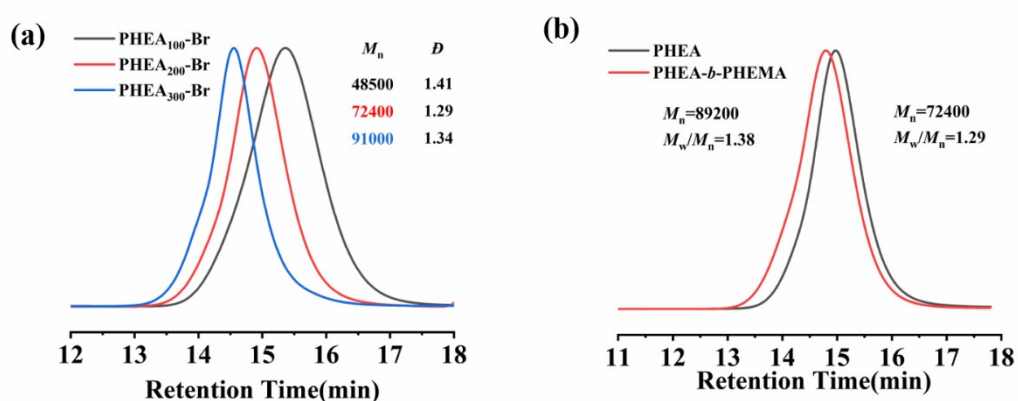 (a)
PHEA₁₀₀-Br
PHEA₂₀₀-Br
PHEA₃₀₀-Br
Mₙ Đ
48500 1.41
72400 1.29
91000 1.34
12 13 14 15 16 17 18
Retention Time(min)
(b)
PHEA
PHEA-b-PHEMA
Mₙ=89200
M_w/Mₙ=1.38
Mₙ=72400
M_w/Mₙ=1.29
11 12 13 14 15 16 17 18
Retention Time(min)